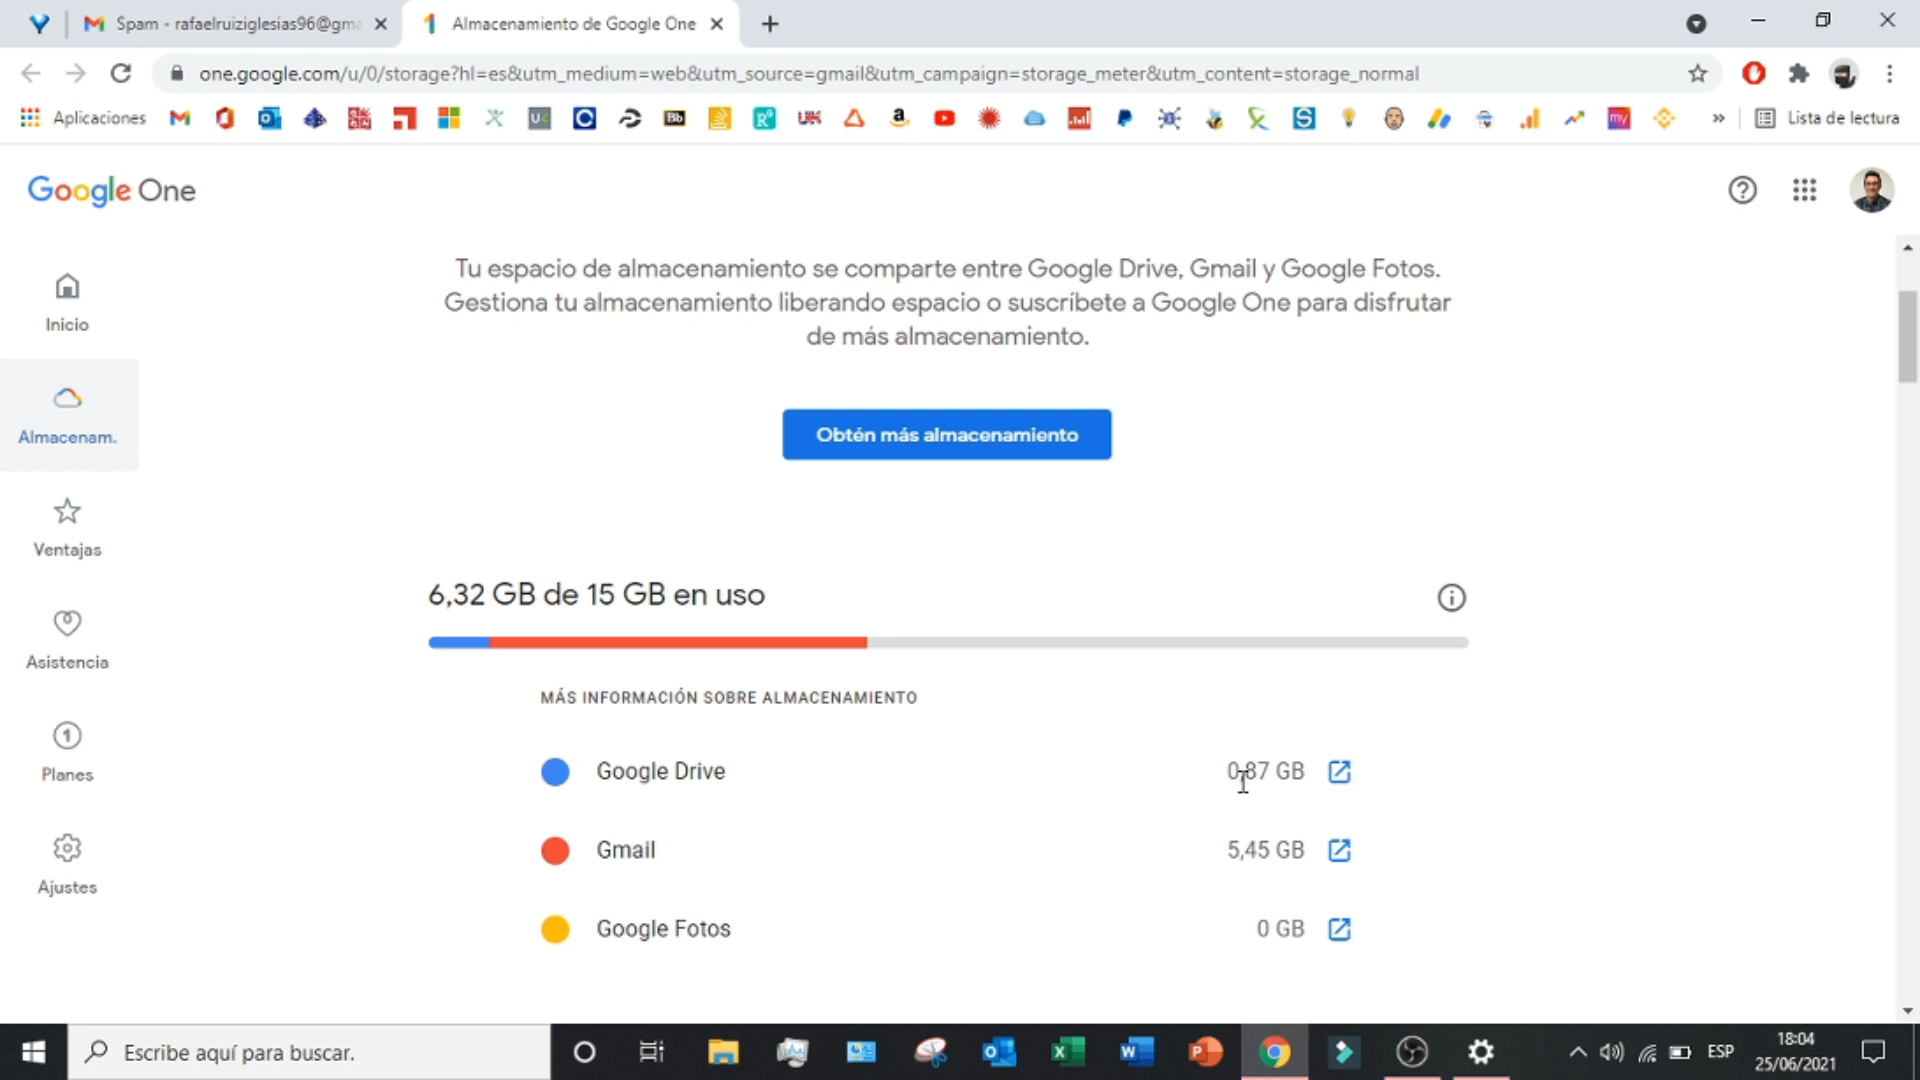 Spam - rafaelruiziglesias96@gma
Almacenamiento de Google One
one.google.com/u/0/storage?hl=es&utm_medium=web&utm_source=gmail&utm_campaign=storage_meter&utm_content=storage_normal
Aplicaciones
Bb
Lista de lectura
Google One
Tu espacio de almacenamiento se comparte entre Google Drive, Gmail y Google Fotos.
Gestiona tu almacenamiento liberando espacio o suscríbete a Google One para disfrutar
de más almacenamiento.
Inicio
Almacenam.
Obtén más almacenamiento
Ventajas
6,32 GB de 15 GB en uso
Asistencia
MÁS INFORMACIÓN SOBRE ALMACENAMIENTO
Planes
Google Drive
0,87 GB
Gmail
5,45 GB
Ajustes
Google Fotos
0 GB
Escribe aquí para buscar.
ESP
18:04
25/06/2021